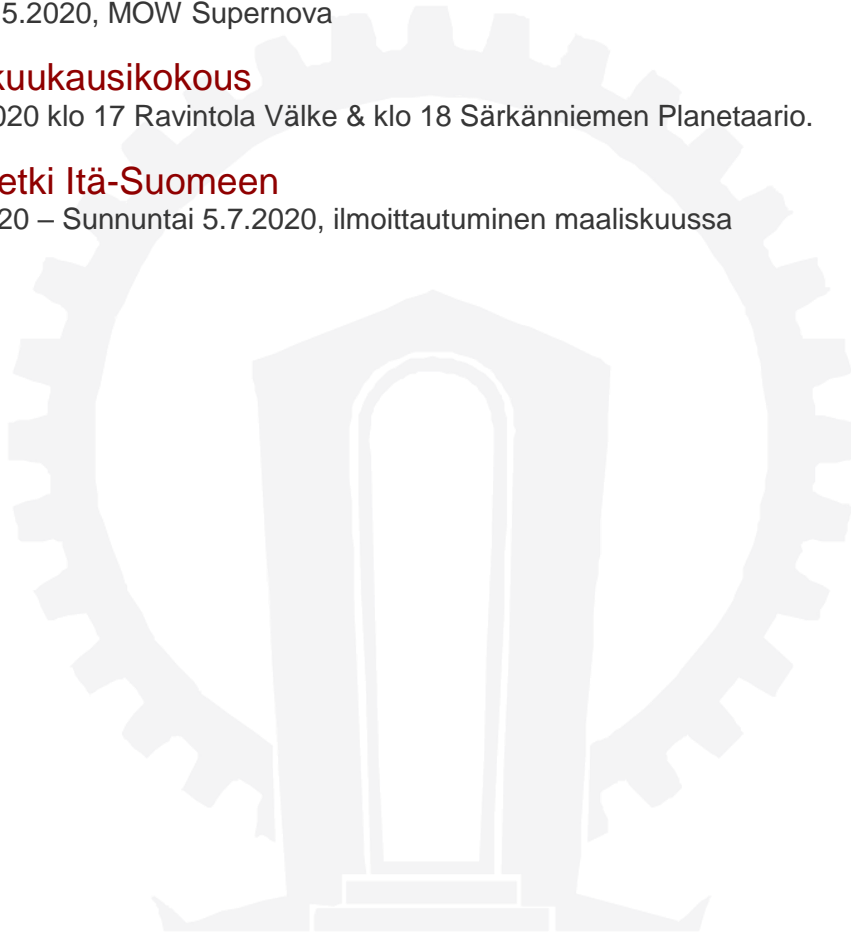 5.2020, MOW Supernova
kuukausikokous
020 klo 17 Ravintola Välke & klo 18 Särkänniemen Planetaario.
etki Itä-Suomeen
20 – Sunnuntai 5.7.2020, ilmoittautuminen maaliskuussa